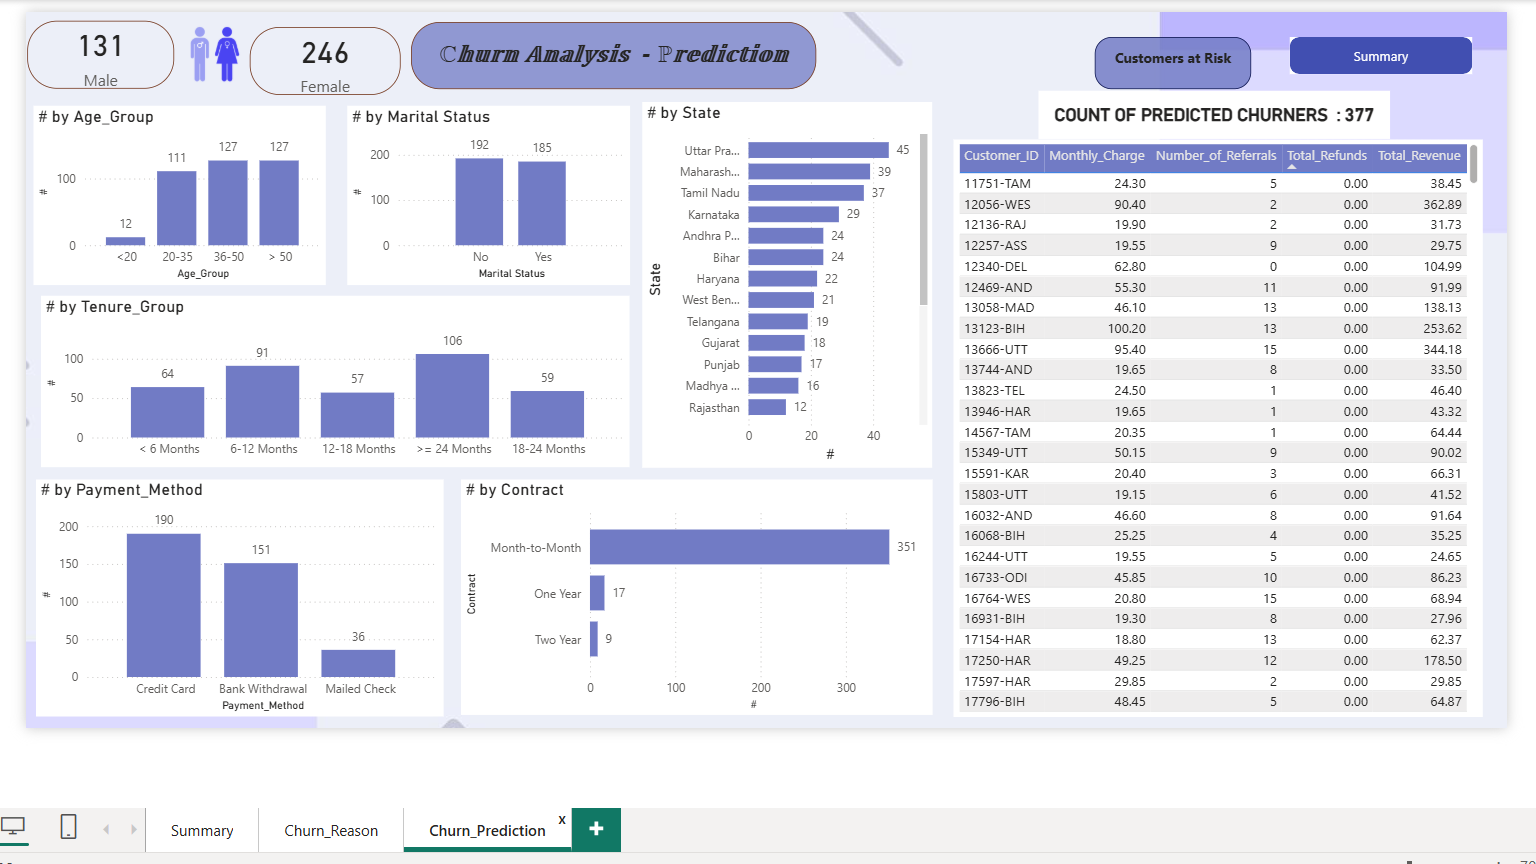 131
Male
246
Female
Churn Analysis - Prediction
Customers at Risk
Summary
COUNT OF PREDICTED CHURNERS : 377
# by Age_Group
#
100
0
12
111
127
127
<20
20-35
36-50
> 50
Age_Group
# by Marital Status
#
200
100
0
192
185
No
Yes
Marital Status
# by State
State
Uttar Pra... 45
Maharash... 39
Tamil Nadu 37
Karnataka 29
Andhra P... 24
Bihar 24
Haryana 22
West Ben... 21
Telangana 19
Gujarat 18
Punjab 17
Madhya ... 16
Rajasthan 12
0 20 40
#
# by Tenure_Group
#
100
50
0
64
91
57
106
59
< 6 Months
6-12 Months
12-18 Months
>= 24 Months
18-24 Months
# by Payment_Method
#
200
150
100
50
0
190
151
36
Credit Card
Bank Withdrawal
Mailed Check
Payment_Method
# by Contract
Contract
Month-to-Month 351
One Year 17
Two Year 9
0 100 200 300
#
Customer_ID Monthly_Charge Number_of_Referrals Total_Refunds Total_Revenue
11751-TAM 24.30 5 0.00 38.45
12056-WES 90.40 2 0.00 362.89
12136-RAJ 19.90 2 0.00 31.73
12257-ASS 19.55 9 0.00 29.75
12340-DEL 62.80 0 0.00 104.99
12469-AND 55.30 11 0.00 91.99
13058-MAD 46.10 13 0.00 138.13
13123-BIH 100.20 13 0.00 253.62
13666-UTT 95.40 15 0.00 344.18
13744-AND 19.65 8 0.00 33.50
13823-TEL 24.50 1 0.00 46.40
13946-HAR 19.65 1 0.00 43.32
14567-TAM 20.35 1 0.00 64.44
15349-UTT 50.15 9 0.00 90.02
15591-KAR 20.40 3 0.00 66.31
15803-UTT 19.15 6 0.00 41.52
16032-AND 46.60 8 0.00 91.64
16068-BIH 25.25 4 0.00 35.25
16244-UTT 19.55 5 0.00 24.65
16733-ODI 45.85 10 0.00 86.23
16764-WES 20.80 15 0.00 68.94
16931-BIH 19.30 8 0.00 27.96
17154-HAR 18.80 13 0.00 62.37
17250-HAR 49.25 12 0.00 178.50
17597-HAR 29.85 2 0.00 29.85
17796-BIH 48.45 5 0.00 64.87
Summary
Churn_Reason
Churn_Prediction
x
+